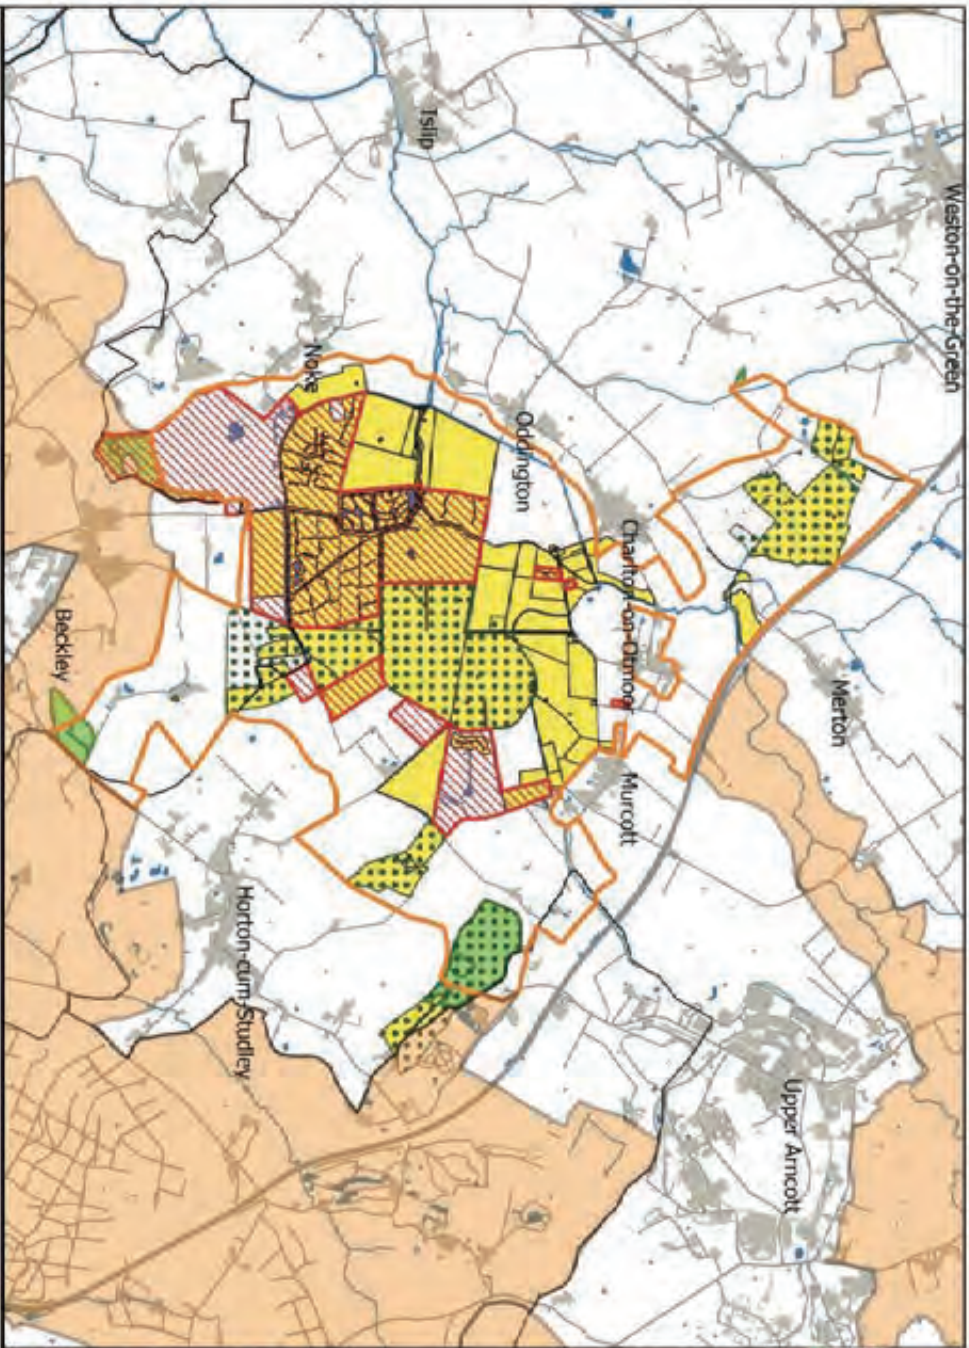 Weston-on-the-Green
Islip
Merton
Oddington
Charlton-on-Otmoor
Noke
Murcott
Upper Arncott
Beckley
Horton-cum-Studley